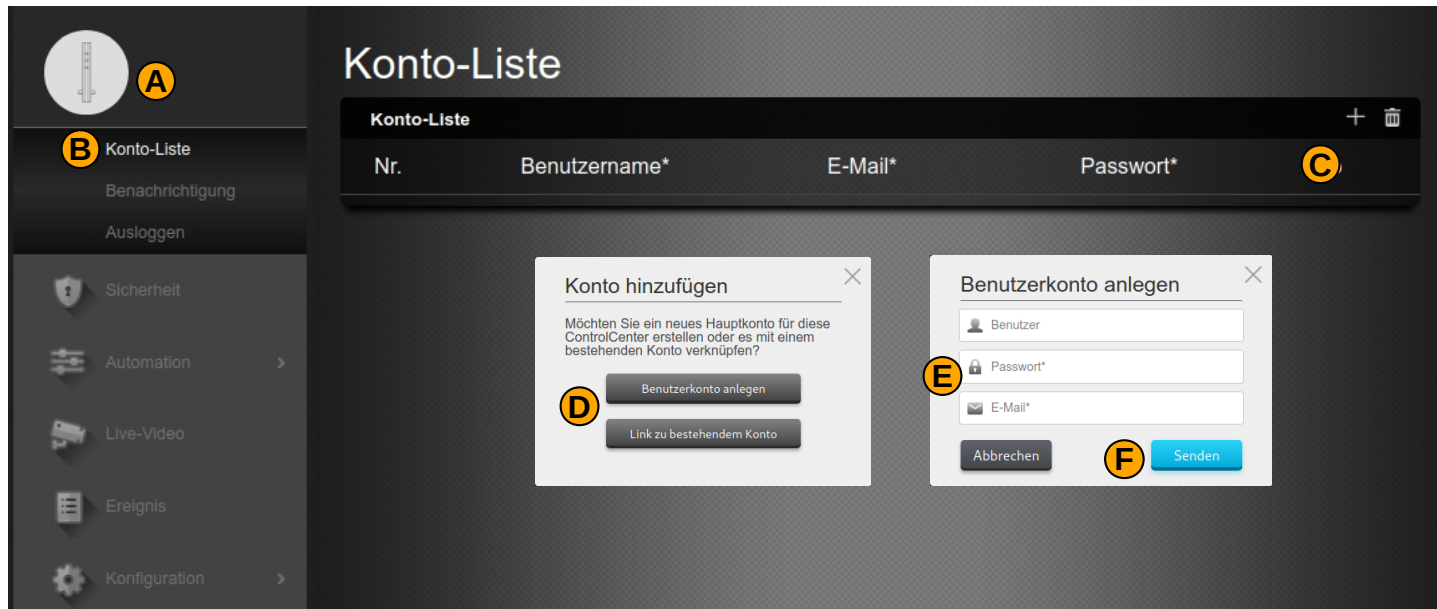 A
B
Konto-Liste
Benachrichtigung
Ausloggen
Sicherheit
Automation
Live-Video
Ereignis
Konfiguration
Konto-Liste
Konto-Liste
Nr. Benutzername* E-Mail* Passwort* C
Konto hinzufügen
Möchten Sie ein neues Hauptkonto für diese
ControlCenter erstellen oder es mit einem
bestehenden Konto verknüpfen?
Benutzerkonto anlegen
D
Link zu bestehendem Konto
Benutzerkonto anlegen
Benutzer
E Passwort*
E-Mail*
Abbrechen F Senden